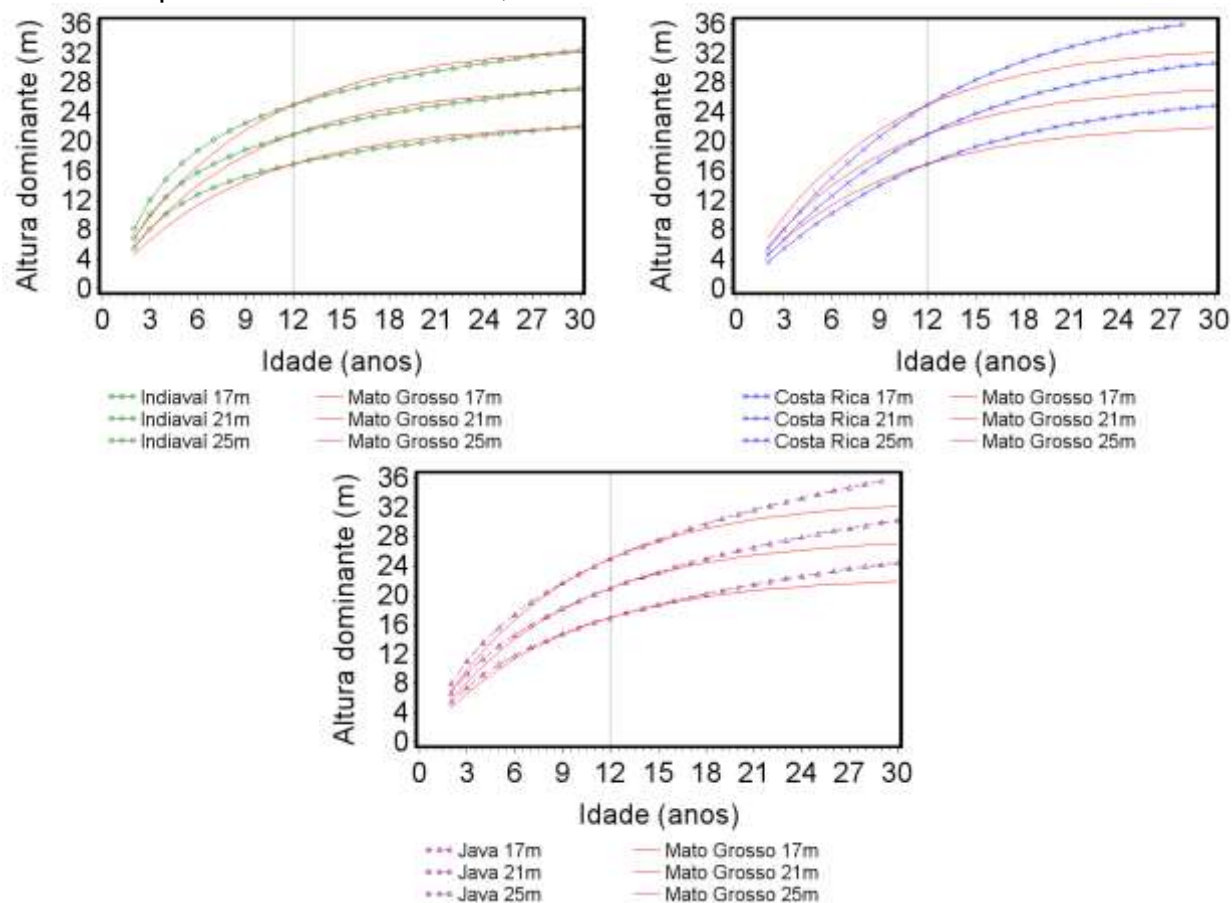 Altura dominante (m)
36
32
28
24
20
16
12
8
4
0
0 3 6 9 12 15 18 21 24 27 30
Idade (anos)
Indiavaí 17m Mato Grosso 17m
Indiavaí 21m Mato Grosso 21m
Indiavaí 25m Mato Grosso 25m
Altura dominante (m)
36
32
28
24
20
16
12
8
4
0
0 3 6 9 12 15 18 21 24 27 30
Idade (anos)
Costa Rica 17m Mato Grosso 17m
Costa Rica 21m Mato Grosso 21m
Costa Rica 25m Mato Grosso 25m
Altura dominante (m)
36
32
28
24
20
16
12
8
4
0
0 3 6 9 12 15 18 21 24 27 30
Idade (anos)
Java 17m Mato Grosso 17m
Java 21m Mato Grosso 21m
Java 25m Mato Grosso 25m